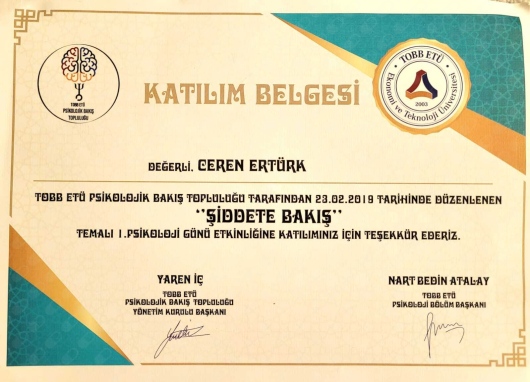 TOBB ETÜ
PSİKOLOJİK BAKIŞ
TOPLULUĞU
KATILIM BELGESİ
TOBB ETÜ
Ekonomi ve Teknoloji Üniversitesi
2003
DEĞERLİ, CEREN ERTÜRK
TOBB ETÜ PSİKOLOJİK BAKIŞ TOPLULUĞU TARAFINDAN 23.02.2019 TARİHİNDE DÜZENLENEN
‘‘ŞİDDETE BAKIŞ’’
TEMALI 1.PSİKOLOJİ GÜNÜ ETKİNLİĞİNE KATILIMINIZ İÇİN TEŞEKKÜR EDERİZ.
YAREN İÇ
TOBB ETÜ
PSİKOLOJİK BAKIŞ TOPLULUĞU
YÖNETİM KURULU BAŞKANI
NART BEDİN ATALAY
TOBB ETÜ
PSİKOLOJİ BÖLÜM BAŞKANI